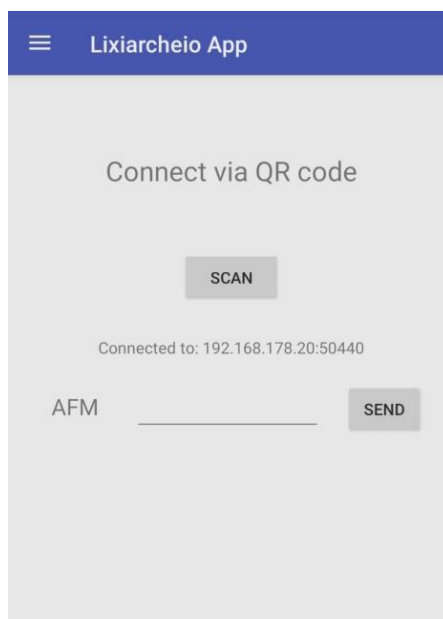 Lixiarcheio App
Connect via QR code
SCAN
Connected to: 192.168.178.20:50440
AFM
SEND